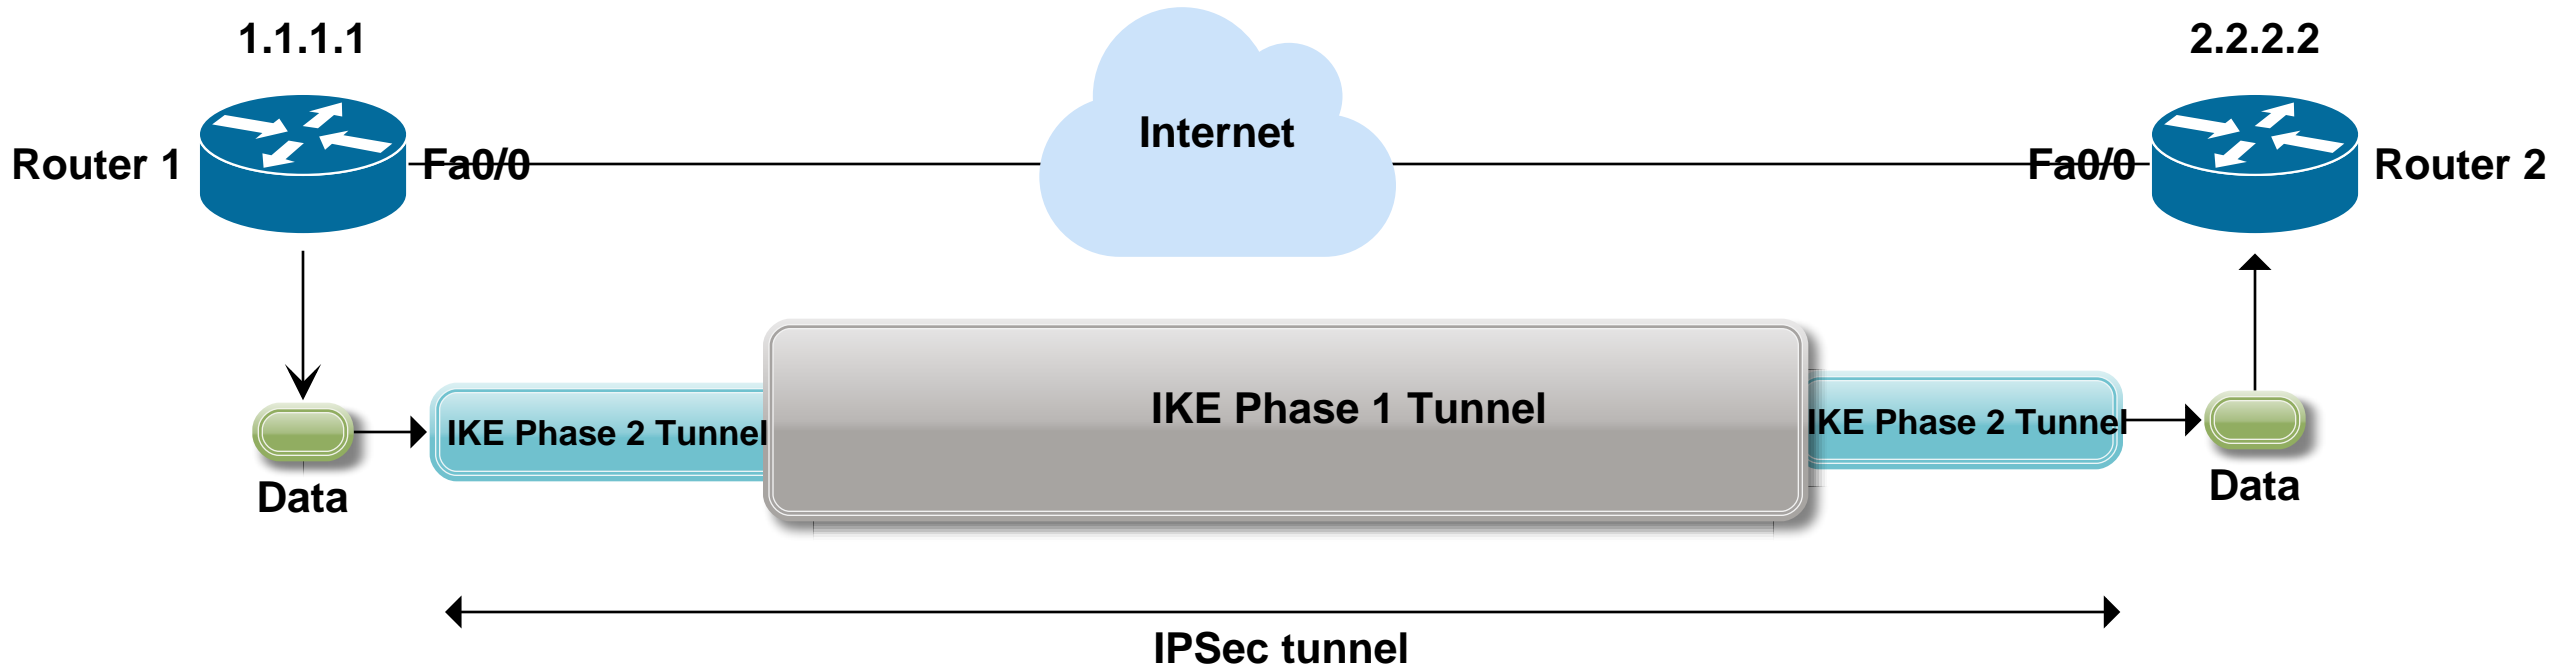 1.1.1.1
2.2.2.2
Internet
Router 1
Fa0/0
Fa0/0
Router 2
IKE Phase 1 Tunnel
IKE Phase 2 Tunnel
IKE Phase 2 Tunnel
Data
Data
IPSec tunnel